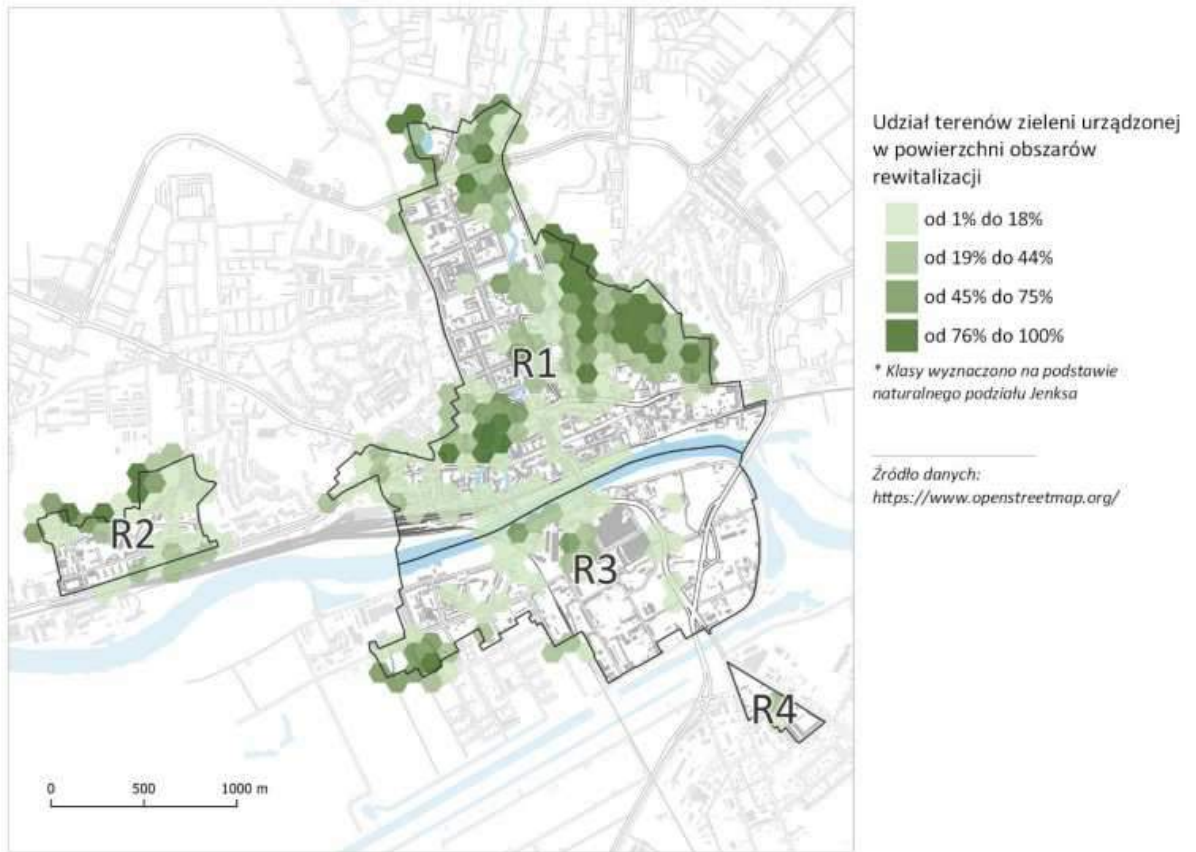 Udział terenów zieleni urządzonej
w powierzchni obszarów
rewitalizacji
od 1% do 18%
od 19% do 44%
od 45% do 75%
od 76% do 100%
* Klasy wyznaczono na podstawie
naturalnego podziału Jenksa
Źródło danych:
https://www.openstreetmap.org/
R1
R2
R3
R4
0 500 1000 m